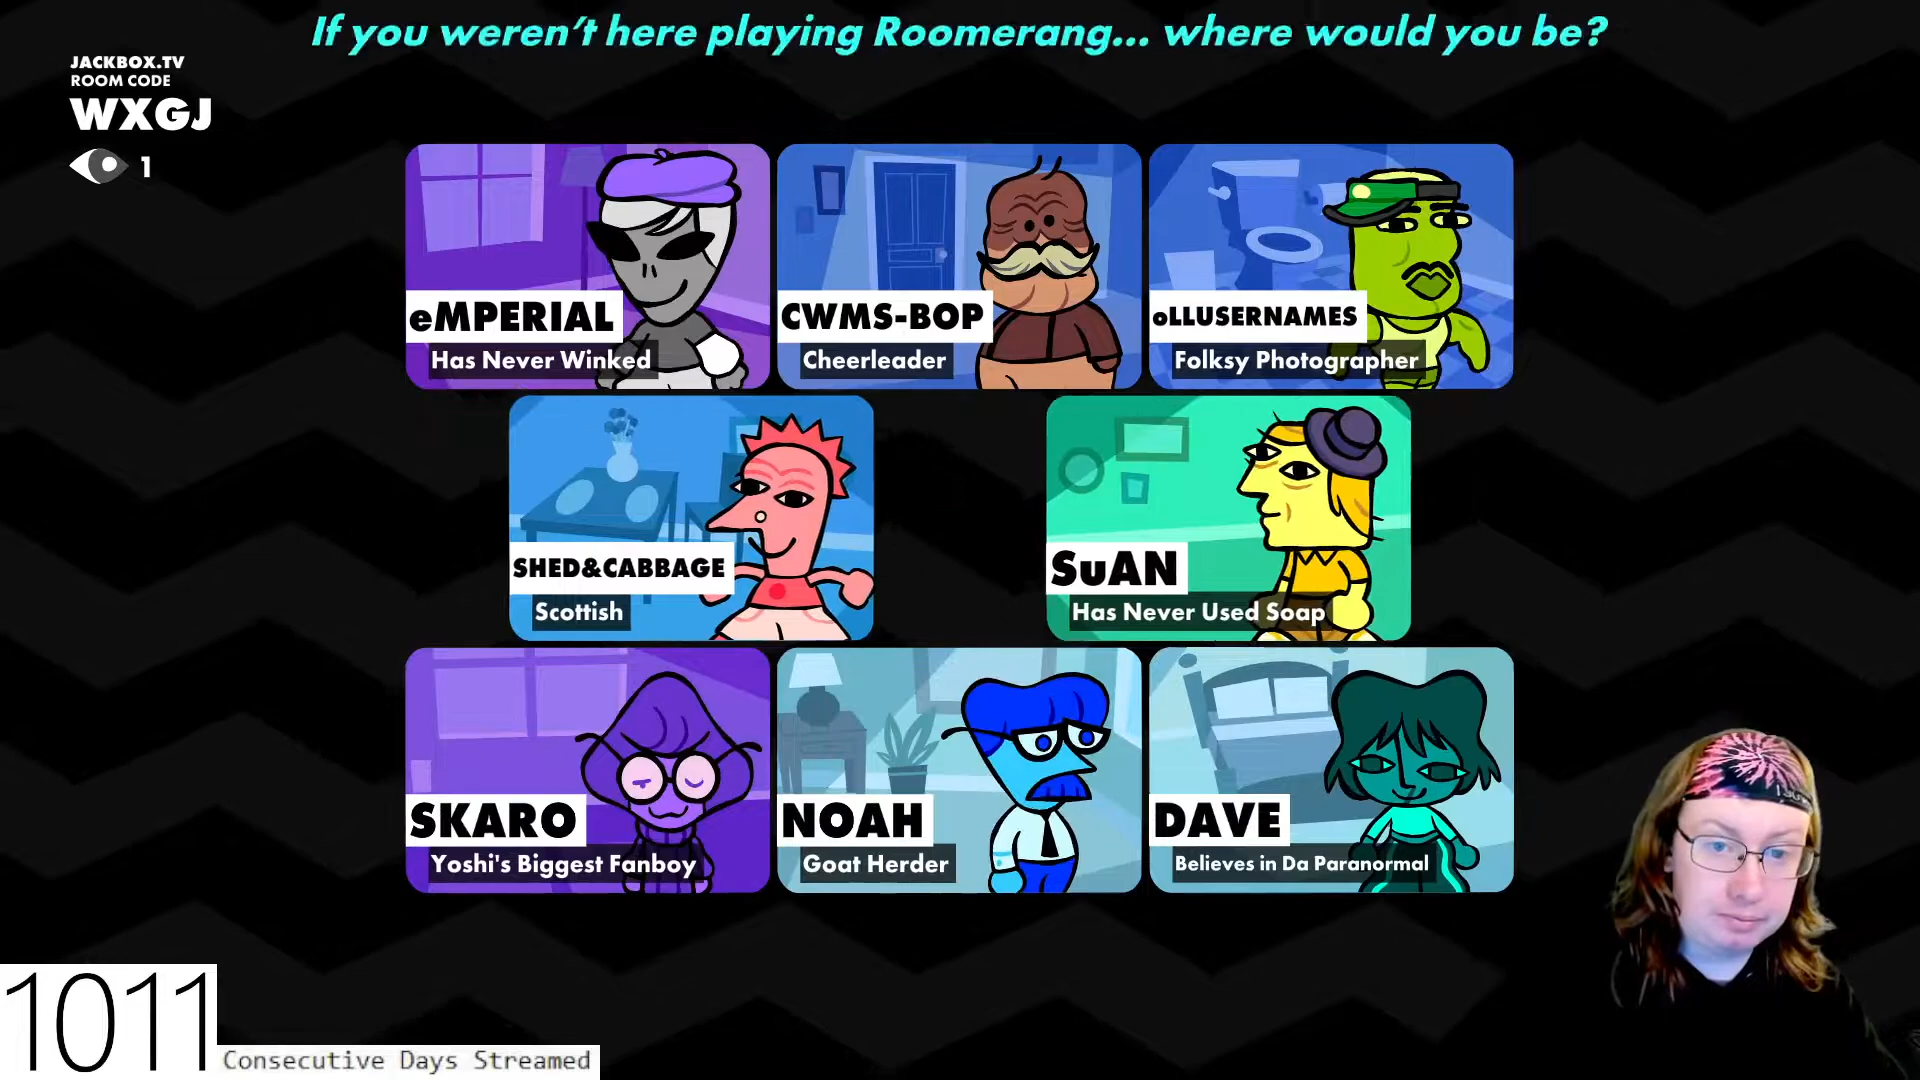 If you weren't here playing Roomerang... where would you be?
JACKBOX.TV
ROOM CODE
WXGJ
1
eMPERIAL
Has Never Winked
CWMS-BOP
Cheerleader
oLLUSERNAMES
Folksy Photographer
SHED&CABBAGE
Scottish
SuAN
Has Never Used Soap
SKARO
Yoshi's Biggest Fanboy
NOAH
Goat Herder
DAVE
Believes in Da Paranormal
1011
Consecutive Days Streamed